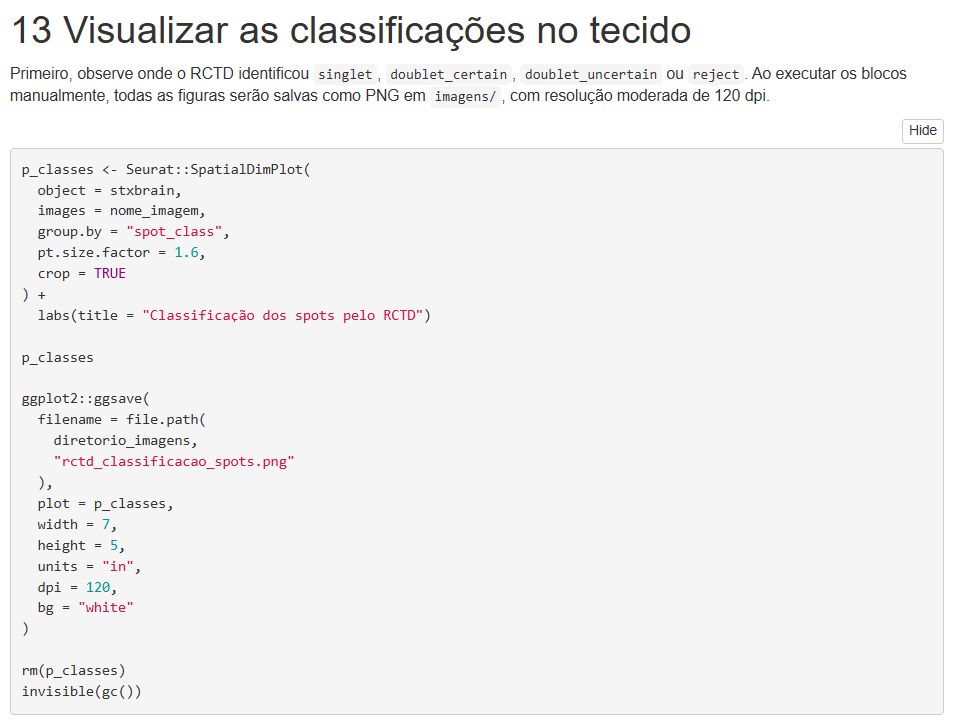 13 Visualizar as classificações no tecido
Primeiro, observe onde o RCTD identificou singlet , doublet_certain , doublet_uncertain ou reject . Ao executar os blocos
manualmente, todas as figuras serão salvas como PNG em imagens/ , com resolução moderada de 120 dpi.
Hide
p_classes <- Seurat::SpatialDimPlot(
  object = stxbrain,
  images = nome_imagem,
  group.by = "spot_class",
  pt.size.factor = 1.6,
  crop = TRUE
) +
  labs(title = "Classificação dos spots pelo RCTD")

p_classes

ggplot2::ggsave(
  filename = file.path(
    diretorio_imagens,
    "rctd_classificacao_spots.png"
  ),
  plot = p_classes,
  width = 7,
  height = 5,
  units = "in",
  dpi = 120,
  bg = "white"
)

rm(p_classes)
invisible(gc())